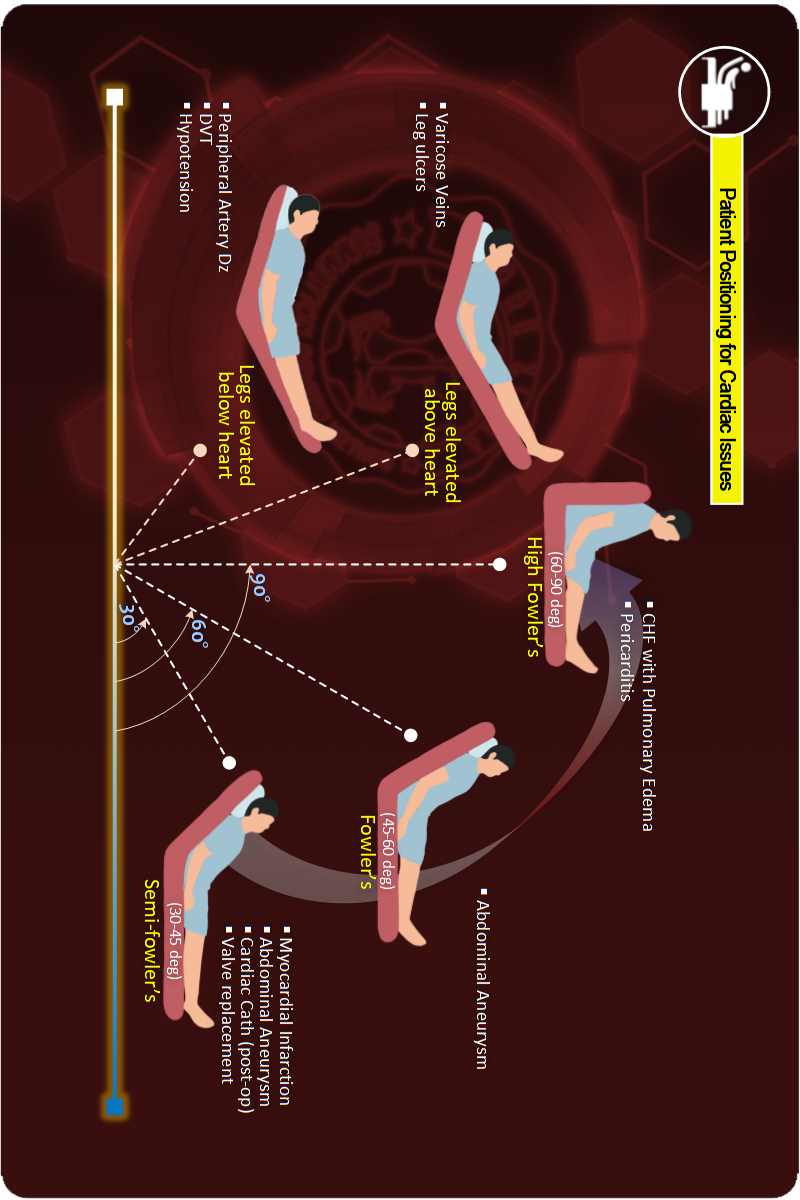 Patient Positioning for Cardiac Issues
▪ CHF with Pulmonary Edema
▪ Pericarditis
(60-90 deg)
High Fowler's
▪ Varicose Veins
▪ Leg ulcers
Legs elevated
above heart
▪ Abdominal Aneurysm
(45-60 deg)
Fowler's
▪ Peripheral Artery Dz
▪ DVT
▪ Hypotension
Legs elevated
below heart
90°
60°
30°
▪ Myocardial Infarction
▪ Abdominal Aneurysm
▪ Cardiac Cath (post-op)
▪ Valve replacement
(30-45 deg)
Semi-fowler's